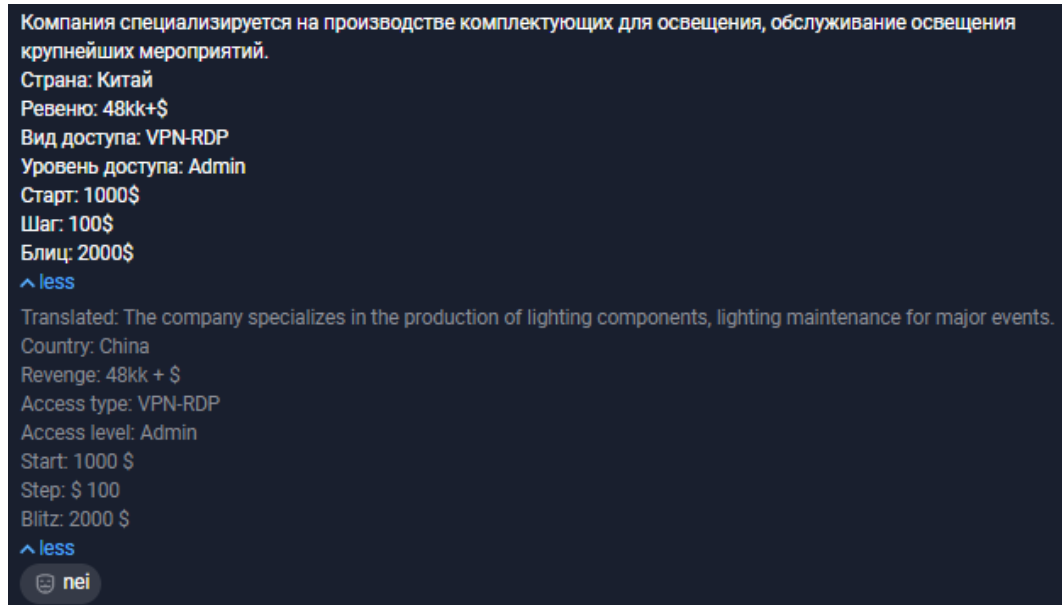 Компания специализируется на производстве комплектующих для освещения, обслуживание освещения
крупнейших мероприятий.
Страна: Китай
Ревеню: 48kk+$
Вид доступа: VPN-RDP
Уровень доступа: Admin
Старт: 1000$
Шаг: 100$
Блиц: 2000$
less
Translated: The company specializes in the production of lighting components, lighting maintenance for major events.
Country: China
Revenge: 48kk + $
Access type: VPN-RDP
Access level: Admin
Start: 1000 $
Step: $ 100
Blitz: 2000 $
less
nei